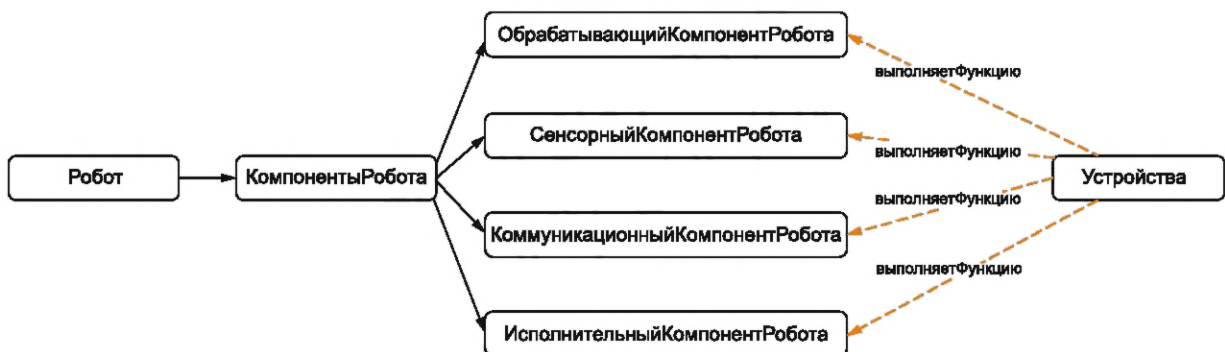 ОбрабатывающийКомпонентРобота
выполняетФункцию
СенсорныйКомпонентРобота
выполняетФункцию
Робот
КомпонентыРобота
Устройства
выполняетФункцию
КоммуникационныйКомпонентРобота
выполняетФункцию
ИсполнительныйКомпонентРобота